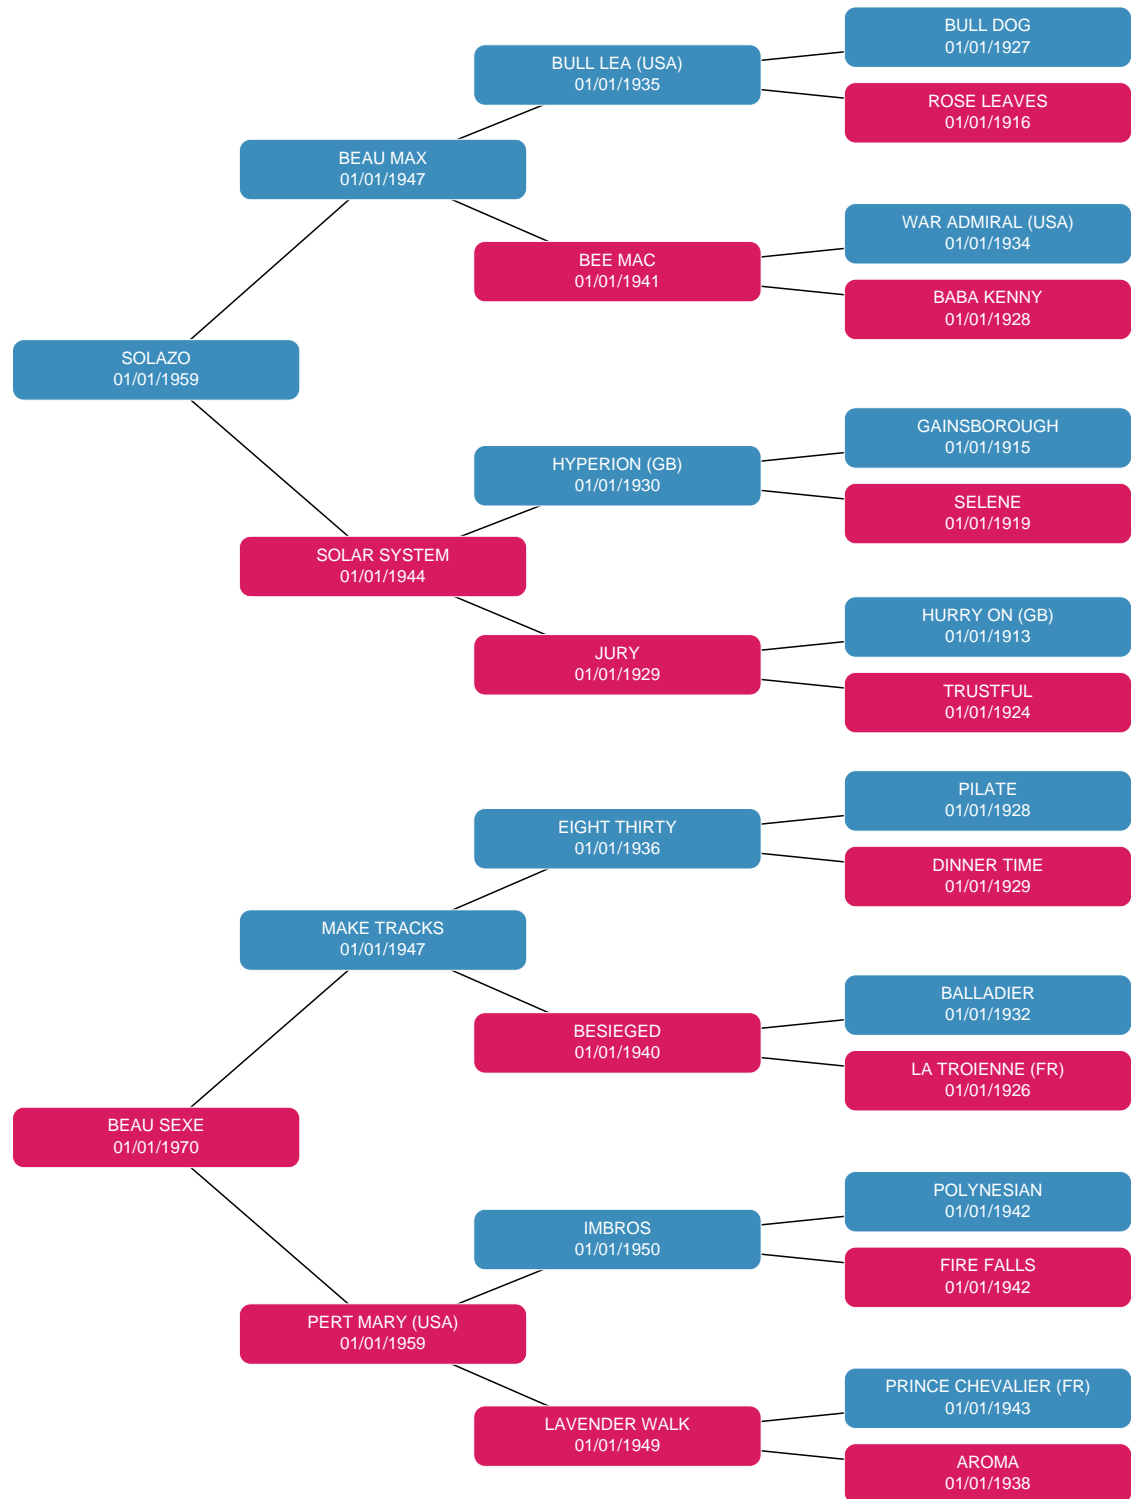 BULL DOG
01/01/1927
BULL LEA (USA)
01/01/1935
ROSE LEAVES
01/01/1916
BEAU MAX
01/01/1947
WAR ADMIRAL (USA)
01/01/1934
BEE MAC
01/01/1941
BABA KENNY
01/01/1928
SOLAZO
01/01/1959
GAINSBOROUGH
01/01/1915
HYPERION (GB)
01/01/1930
SELENE
01/01/1919
SOLAR SYSTEM
01/01/1944
HURRY ON (GB)
01/01/1913
JURY
01/01/1929
TRUSTFUL
01/01/1924
PILATE
01/01/1928
EIGHT THIRTY
01/01/1936
DINNER TIME
01/01/1929
MAKE TRACKS
01/01/1947
BALLADIER
01/01/1932
BESIEGED
01/01/1940
LA TROIENNE (FR)
01/01/1926
BEAU SEXE
01/01/1970
POLYNESIAN
01/01/1942
IMBROS
01/01/1950
FIRE FALLS
01/01/1942
PERT MARY (USA)
01/01/1959
PRINCE CHEVALIER (FR)
01/01/1943
LAVENDER WALK
01/01/1949
AROMA
01/01/1938